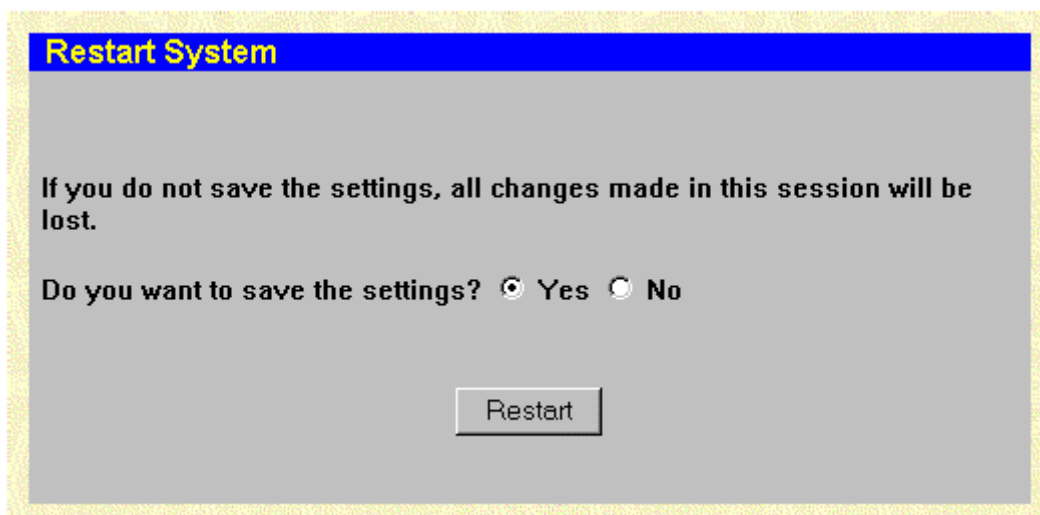 Restart System
If you do not save the settings, all changes made in this session will be
lost.
Do you want to save the settings? Yes No
Restart